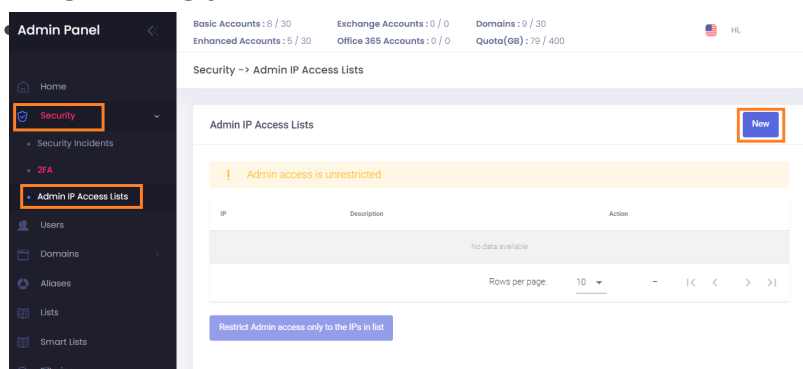 Admin Panel
Basic Accounts : 8 / 30
Exchange Accounts : 0 / 0
Domains : 9 / 30
Enhanced Accounts : 5 / 30
Office 365 Accounts : 0 / 0
Quota(GB) : 79 / 400
Hi,
Security -> Admin IP Access Lists
Home
Security
Security Incidents
2FA
Admin IP Access Lists
Users
Domains
Aliases
Lists
Smart Lists
Admin IP Access Lists
New
! Admin access is unrestricted
IP
Description
Action
No data available
Rows per page:
10
–
Restrict Admin access only to the IPs in list